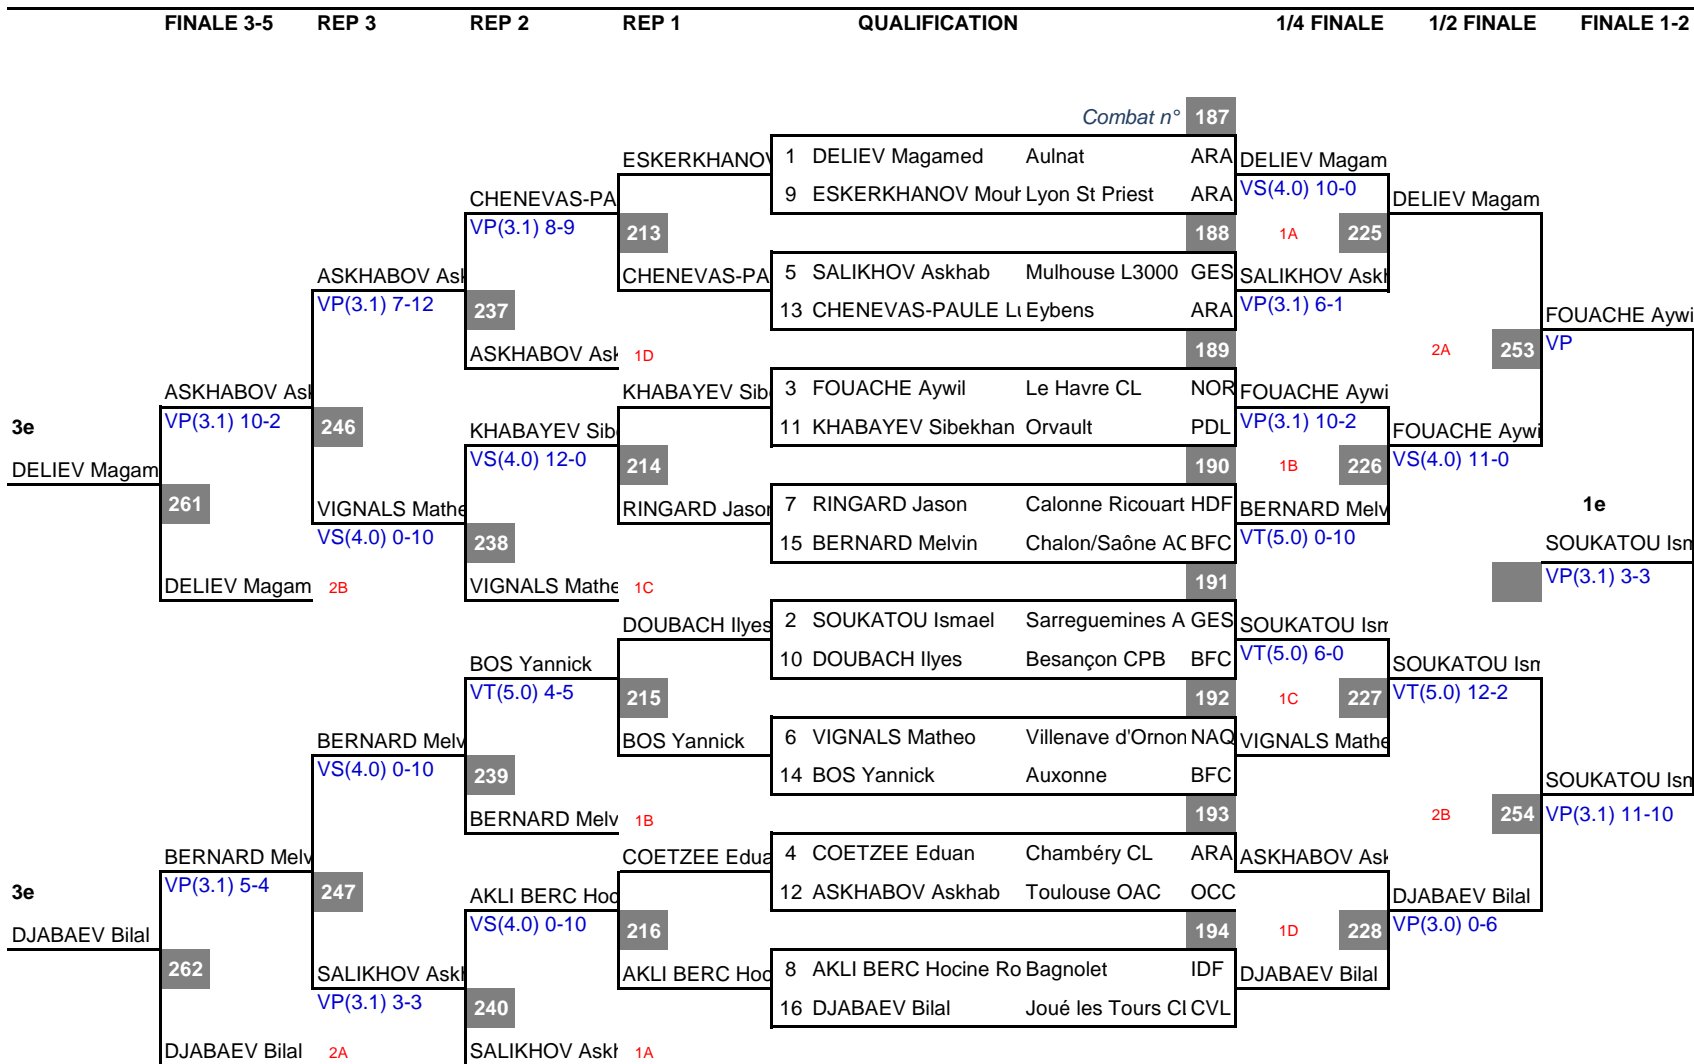 FINALE 3-5 REP 3 REP 2 REP 1 QUALIFICATION 1/4 FINALE 1/2 FINALE FINALE 1-2
Combat n° 187
ESKERKHANOV 1 DELIEV Magamed Aulnat ARA DELIEV Magam
CHENEVAS-PA 9 ESKERKHANOV Mouh Lyon St Priest ARA VS(4.0) 10-0 DELIEV Magam
VP(3.1) 8-9 213 188 1A 225
ASKHABOV Ask CHENEVAS-PA 5 SALIKHOV Askhab Mulhouse L3000 GES SALIKHOV Askh
VP(3.1) 7-12 237 13 CHENEVAS-PAULE Lu Eybens ARA VP(3.1) 6-1 FOUACHE Aywi
ASKHABOV Ask 1D 189 2A 253 VP
ASKHABOV Ask KHABAYEV Sib 3 FOUACHE Aywil Le Havre CL NOR FOUACHE Aywi
3e VP(3.1) 10-2 246 KHABAYEV Sib 11 KHABAYEV Sibekhan Orvault PDL VP(3.1) 10-2 FOUACHE Aywi
DELIEV Magam VS(4.0) 12-0 214 190 1B 226 VS(4.0) 11-0
261 VIGNALS Mathe RINGARD Jason 7 RINGARD Jason Calonne Ricouart HDF BERNARD Melv 1e
VS(4.0) 0-10 238 15 BERNARD Melvin Chalon/Saône AC BFC VT(5.0) 0-10 SOUKATOU Ism
DELIEV Magam 2B VIGNALS Mathe 1C 191 VP(3.1) 3-3
DOUBACH Ilyes 2 SOUKATOU Ismael Sarreguemines A GES SOUKATOU Ism
BOS Yannick 10 DOUBACH Ilyes Besançon CPB BFC VT(5.0) 6-0 SOUKATOU Ism
VT(5.0) 4-5 215 192 1C 227 VT(5.0) 12-2
BERNARD Melv BOS Yannick 6 VIGNALS Matheo Villenave d'Ornon NAQ VIGNALS Mathe
VS(4.0) 0-10 239 14 BOS Yannick Auxonne BFC SOUKATOU Ism
BERNARD Melv 1B 193 2B 254 VP(3.1) 11-10
BERNARD Melv COETZEE Edua 4 COETZEE Eduan Chambéry CL ARA ASKHABOV Ask
3e VP(3.1) 5-4 247 AKLI BERC Hoc 12 ASKHABOV Askhab Toulouse OAC OCC DJABAEV Bilal
DJABAEV Bilal VS(4.0) 0-10 216 194 1D 228 VP(3.0) 0-6
262 SALIKHOV Askh AKLI BERC Hoc 8 AKLI BERC Hocine Ro Bagnolet IDF DJABAEV Bilal
VP(3.1) 3-3 240 16 DJABAEV Bilal Joué les Tours CL CVL
DJABAEV Bilal 2A SALIKHOV Askh 1A